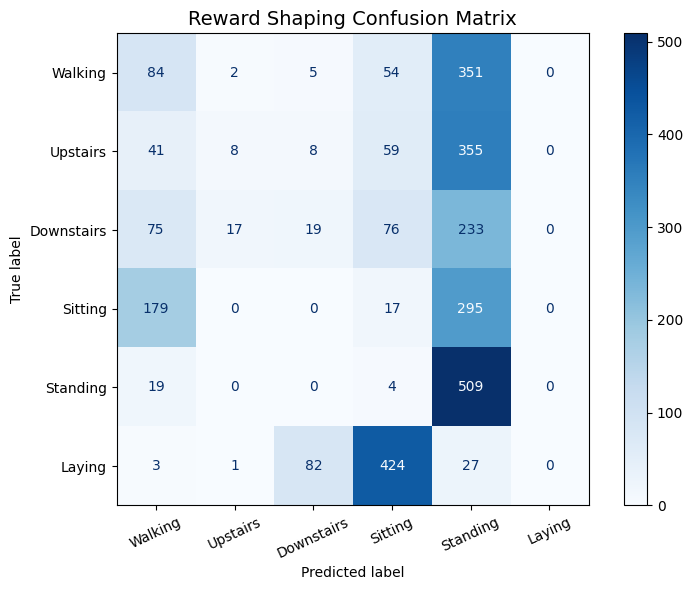 Reward Shaping Confusion Matrix
True label
Walking 84 2 5 54 351 0
Upstairs 41 8 8 59 355 0
Downstairs 75 17 19 76 233 0
Sitting 179 0 0 17 295 0
Standing 19 0 0 4 509 0
Laying 3 1 82 424 27 0
Walking Upstairs Downstairs Sitting Standing Laying
Predicted label
500
400
300
200
100
0